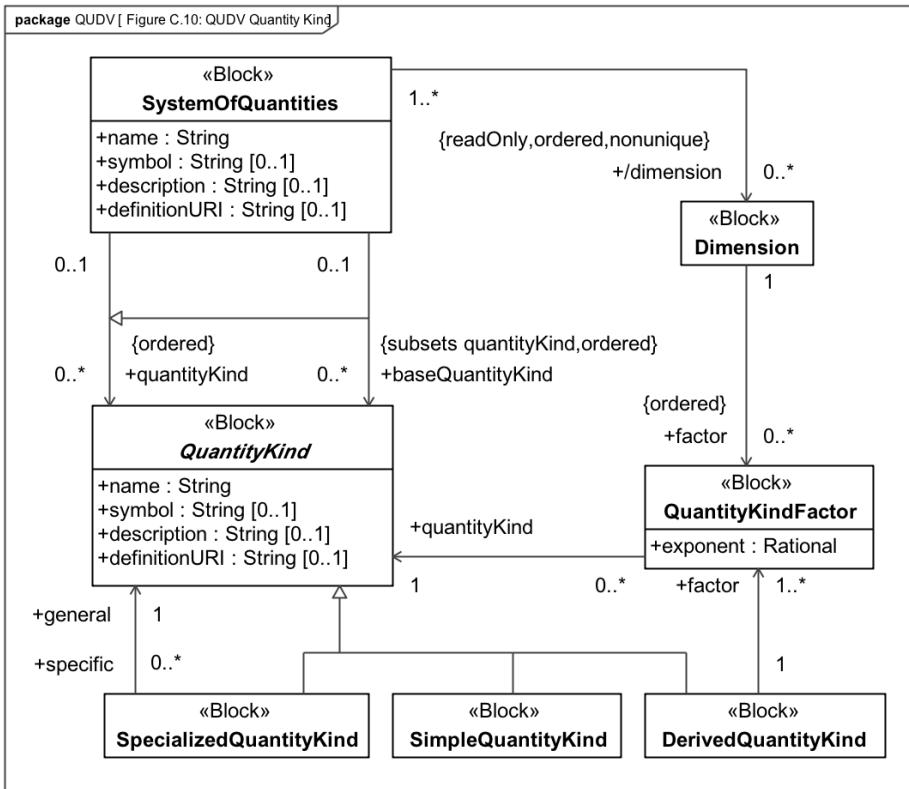 package QUDV [ Figure C.10: QUDV Quantity Kind]
«Block»
SystemOfQuantities
+name : String
+symbol : String [0..1]
+description : String [0..1]
+definitionURI : String [0..1]
1..*
{readOnly,ordered,nonunique}
+/dimension
0..*
«Block»
Dimension
1
0..1
0..1
{ordered}
0..*
+quantityKind
{subsets quantityKind,ordered}
0..*
+baseQuantityKind
{ordered}
+factor
0..*
«Block»
QuantityKind
+name : String
+symbol : String [0..1]
+description : String [0..1]
+definitionURI : String [0..1]
«Block»
QuantityKindFactor
+exponent : Rational
+quantityKind
1
0..*
+factor
1..*
1
+general
1
+specific
0..*
«Block»
SpecializedQuantityKind
«Block»
SimpleQuantityKind
«Block»
DerivedQuantityKind